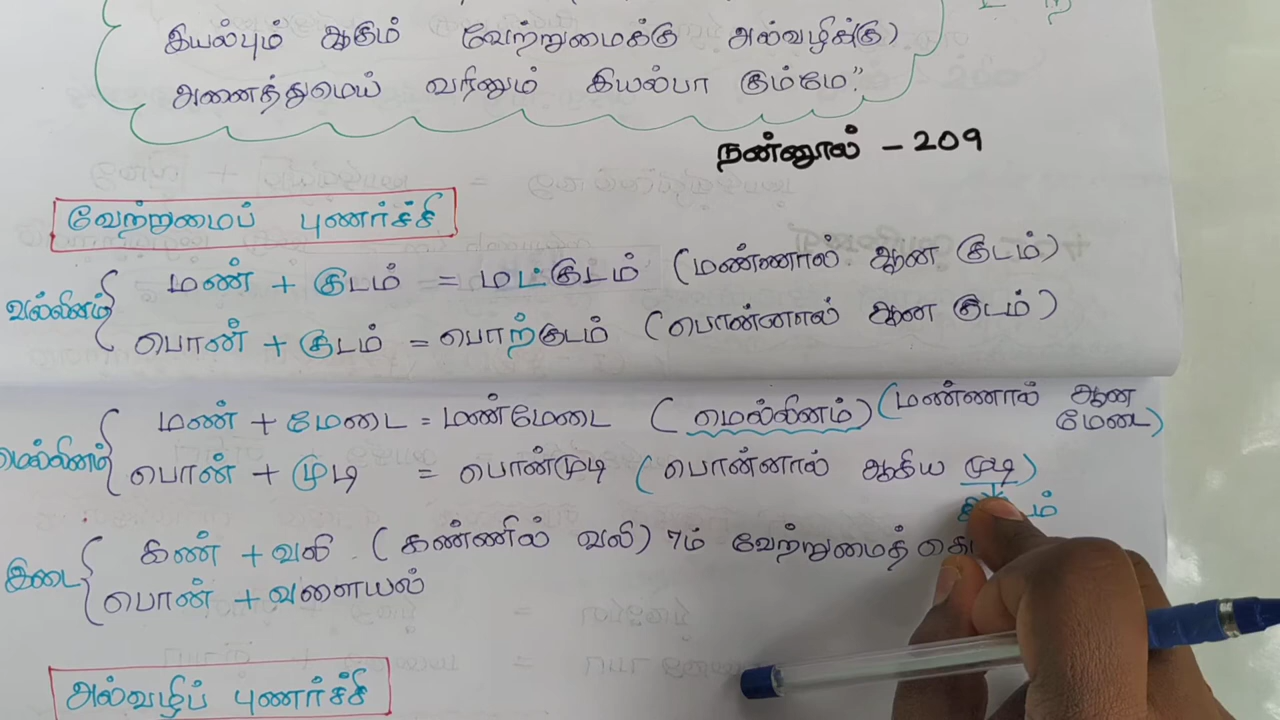 இயல்பும் ஆகும் வேற்றுமைக்கு அல்வழிக்கு)
அனைத்துமெய் வரினும் இயல்பா கும்மே".
நன்னூல் - 209
வேற்றுமைப் புணர்ச்சி
வல்லினம் { மண் + குடம் = மட்குடம் (மண்ணால் ஆன குடம்)
பொன் + குடம் = பொற்குடம் (பொன்னால் ஆன குடம்)
மெல்லினம் { மண் + மேடை = மண்மேடை (மெல்லினம்) (மண்ணால் ஆன மேடை)
பொன் + முடி = பொன்முடி (பொன்னால் ஆகிய முடி)
இடை { கண் + வலி. (கண்ணில் வலி) 7ம் வேற்றுமைத்
பொன் + வளையல்
அல்வழிப் புணர்ச்சி